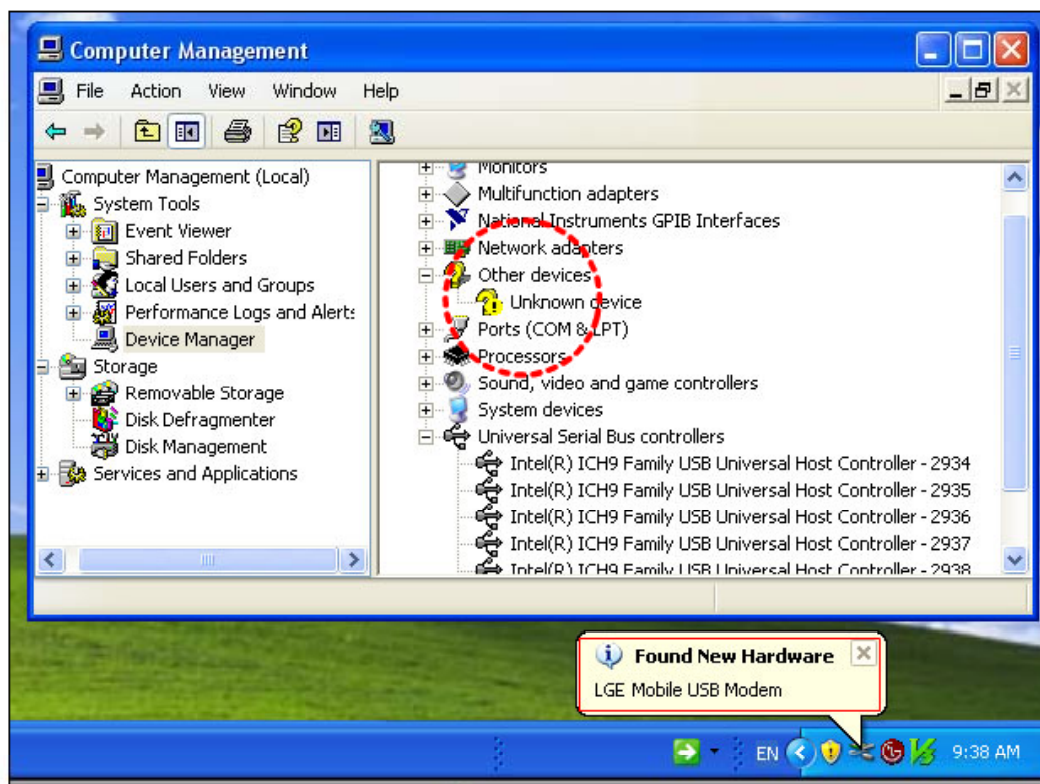 Computer Management
File Action View Window Help
Computer Management (Local)
System Tools
Event Viewer
Shared Folders
Local Users and Groups
Performance Logs and Alerts
Device Manager
Storage
Removable Storage
Disk Defragmenter
Disk Management
Services and Applications
Monitors
Multifunction adapters
National Instruments GPIB Interfaces
Network adapters
Other devices
Unknown device
Ports (COM & LPT)
Processors
Sound, video and game controllers
System devices
Universal Serial Bus controllers
Intel(R) ICH9 Family USB Universal Host Controller - 2934
Intel(R) ICH9 Family USB Universal Host Controller - 2935
Intel(R) ICH9 Family USB Universal Host Controller - 2936
Intel(R) ICH9 Family USB Universal Host Controller - 2937
Intel(R) ICH9 Family USB Universal Host Controller - 2938
Found New Hardware
LGE Mobile USB Modem
EN 9:38 AM